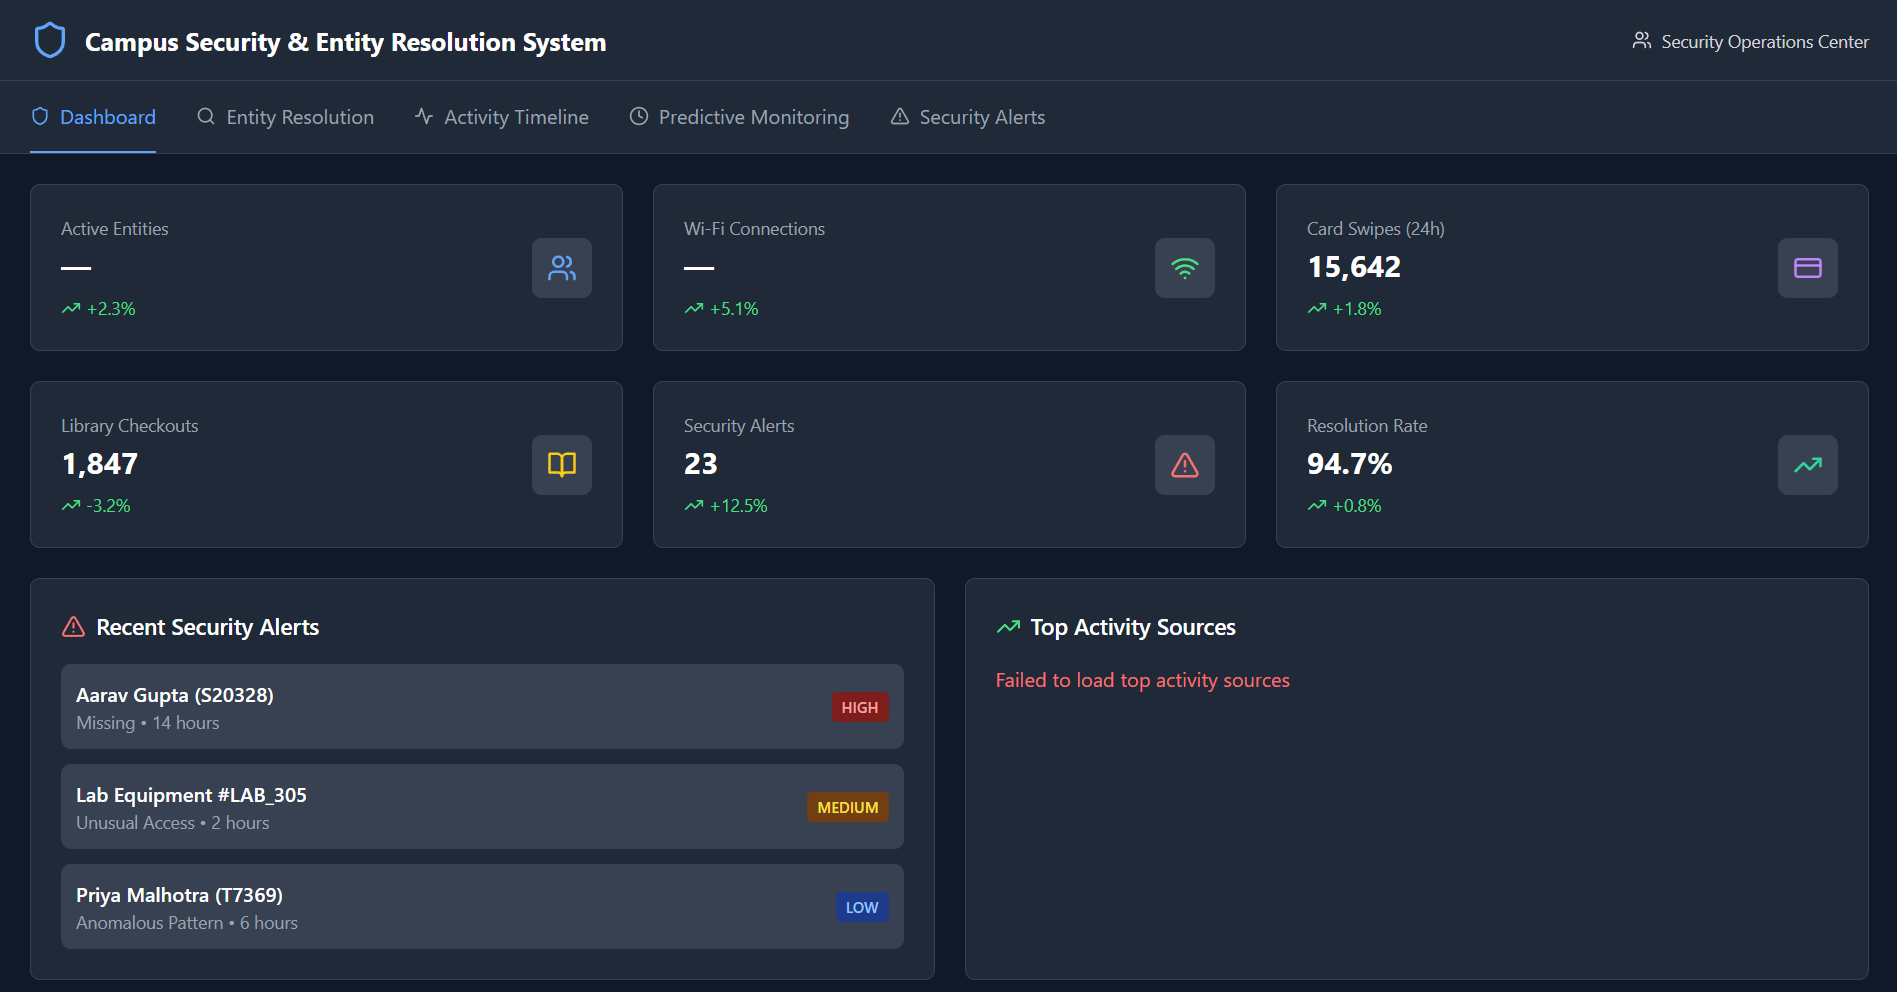 Campus Security & Entity Resolution System
Security Operations Center
Dashboard
Entity Resolution
Activity Timeline
Predictive Monitoring
Security Alerts
Active Entities
—
+2.3%
Wi-Fi Connections
—
+5.1%
Card Swipes (24h)
15,642
+1.8%
Library Checkouts
1,847
-3.2%
Security Alerts
23
+12.5%
Resolution Rate
94.7%
+0.8%
Recent Security Alerts
Aarav Gupta (S20328)
Missing • 14 hours
HIGH
Lab Equipment #LAB_305
Unusual Access • 2 hours
MEDIUM
Priya Malhotra (T7369)
Anomalous Pattern • 6 hours
LOW
Top Activity Sources
Failed to load top activity sources